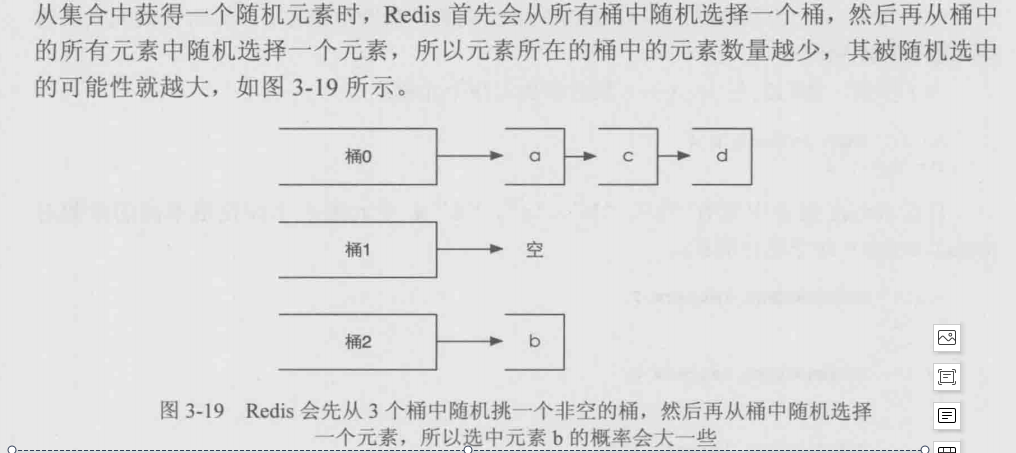 从集合中获得一个随机元素时，Redis 首先会从所有桶中随机选择一个桶，然后再从桶中
的所有元素中随机选择一个元素，所以元素所在的桶中的元素数量越少，其被随机选中
的可能性就越大，如图 3-19 所示。
桶0 a c d
桶1 空
桶2 b
图 3-19 Redis 会先从 3 个桶中随机挑一个非空的桶，然后再从桶中随机选择
一个元素，所以选中元素 b 的概率会大一些